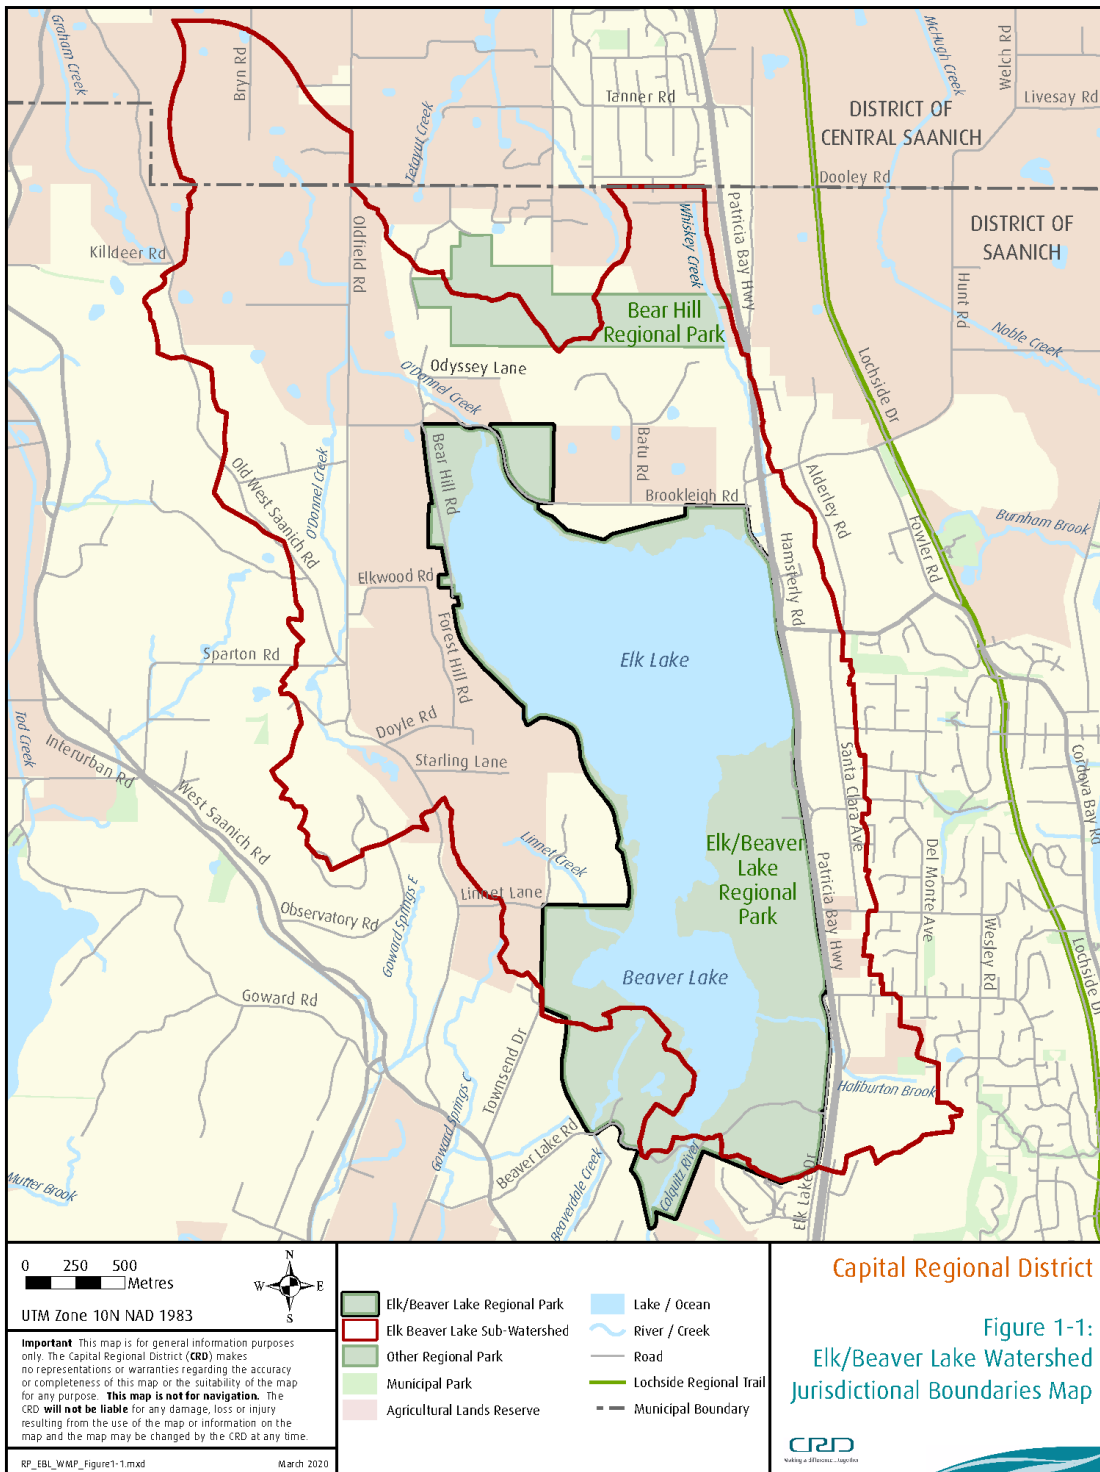 Graham Creek
Bryn Rd
Tetayut Creek
Tanner Rd
McHugh Creek
Welch Rd
Livesay Rd
DISTRICT OF
CENTRAL SAANICH
Dooley Rd
DISTRICT OF
SAANICH
Killdeer Rd
Oldfield Rd
Whiskey Creek
Patricia Bay Hwy
Hunt Rd
Noble Creek
Bear Hill
Regional Park
Odyssey Lane
O'Donnel Creek
Lochside Dr
Bear Hill Rd
Batu Rd
Brookleigh Rd
Old West Saanich Rd
O'Donnel Creek
Alderley Rd
Fowler Rd
Burnham Brook
Hamsterly Rd
Elkwood Rd
Forest Hill Rd
Sparton Rd
Elk Lake
Tod Creek
Interurban Rd
Doyle Rd
Starling Lane
Santa Clara Ave
Cordova Bay Rd
West Saanich Rd
Linnet Creek
Elk/Beaver
Lake
Regional
Park
Del Monte Ave
Patricia Bay Hwy
Linnet Lane
Observatory Rd
Goward Springs E
Wesley Rd
Lochside Dr
Goward Rd
Beaver Lake
Townsend Dr
Goward Springs C
Haliburton Brook
Mutter Brook
Beaver Lake Rd
Beaverdale Creek
Colquitz River
Elk Lake Dr
0 250 500
Metres
UTM Zone 10N NAD 1983
N
W E
S
Important This map is for general information purposes
only. The Capital Regional District (CRD) makes
no representations or warranties regarding the accuracy
or completeness of this map or the suitability of the map
for any purpose. This map is not for navigation. The
CRD will not be liable for any damage, loss or injury
resulting from the use of the map or information on the
map and the map may be changed by the CRD at any time.
RP_EBL_WMP_Figure1-1.mxd March 2020
Elk/Beaver Lake Regional Park
Elk Beaver Lake Sub-Watershed
Other Regional Park
Municipal Park
Agricultural Lands Reserve
Lake / Ocean
River / Creek
Road
Lochside Regional Trail
Municipal Boundary
Capital Regional District
Figure 1-1:
Elk/Beaver Lake Watershed
Jurisdictional Boundaries Map
CRD
Making a difference...together